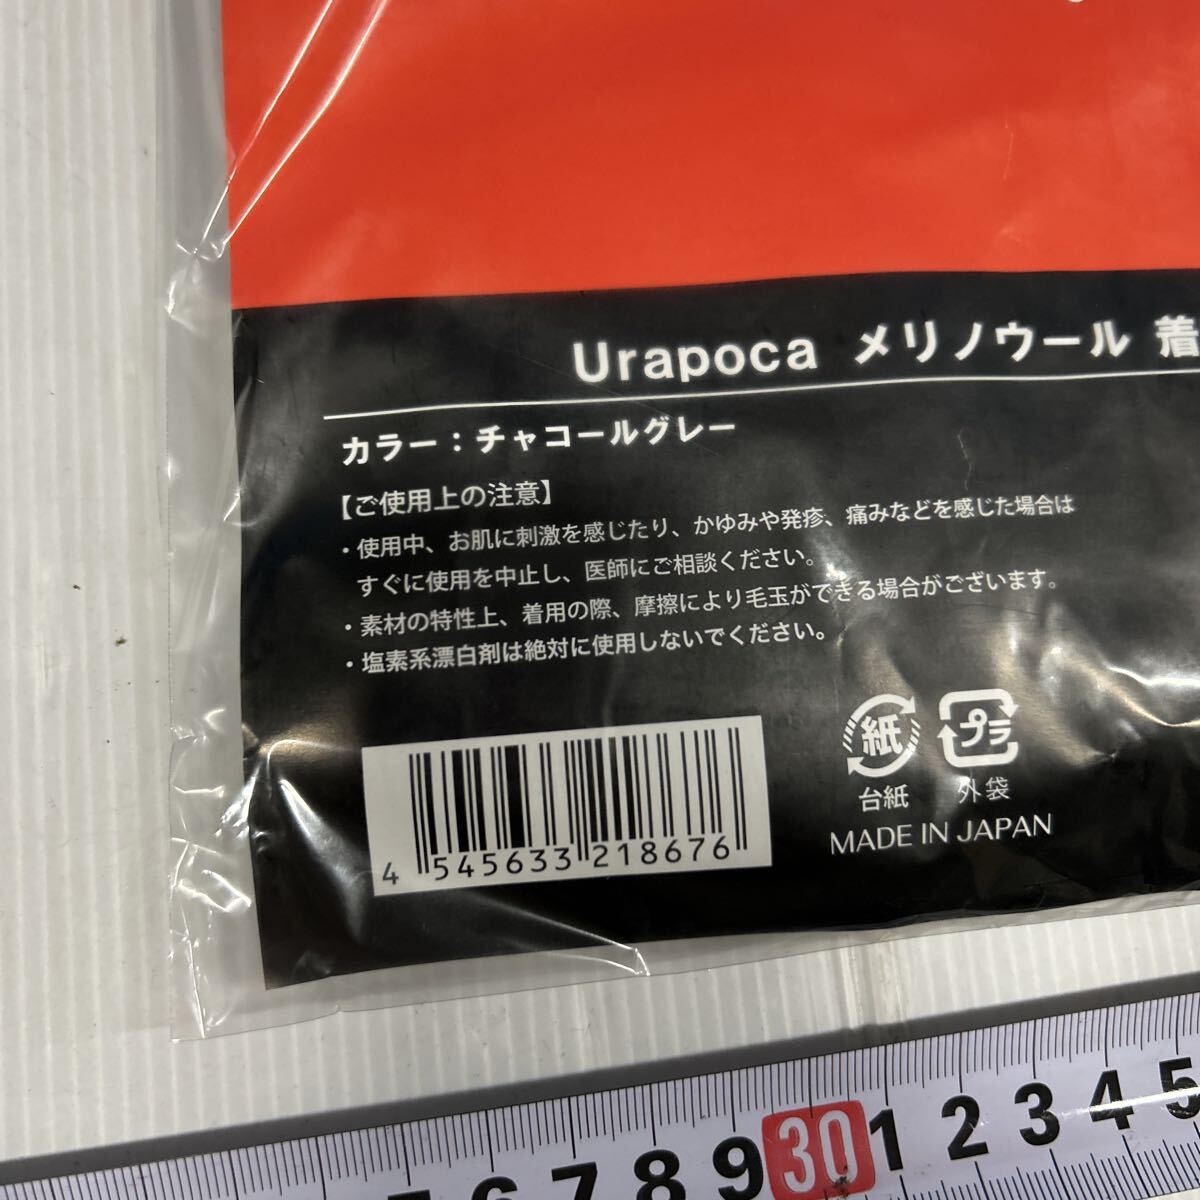 Urapoca メリノウール 着
カラー：チャコールグレー
【ご使用上の注意】
・使用中、お肌に刺激を感じたり、かゆみや発疹、痛みなどを感じた場合は
すぐに使用を中止し、医師にご相談ください。
・素材の特性上、着用の際、摩擦により毛玉ができる場合がございます。
・塩素系漂白剤は絶対に使用しないでください。
紙
プラ
台紙
外袋
MADE IN JAPAN
4 545633 218676
5 6 7 8 9 30 1 2 3 4 5